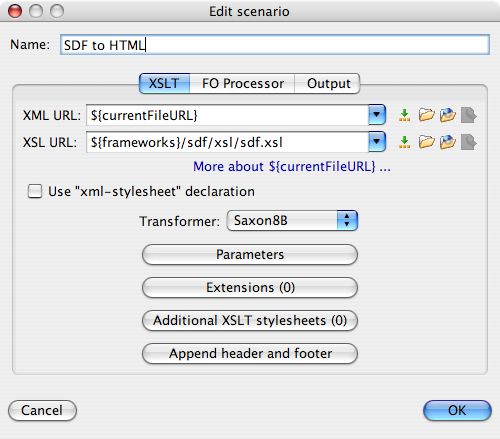 Edit scenario
Name: SDF to HTML
XSLT FO Processor Output
XML URL: ${currentFileURL}
XSL URL: ${frameworks}/sdf/xsl/sdf.xsl
More about ${currentFileURL} ...
Use "xml-stylesheet" declaration
Transformer: Saxon8B
Parameters
Extensions (0)
Additional XSLT stylesheets (0)
Append header and footer
Cancel OK